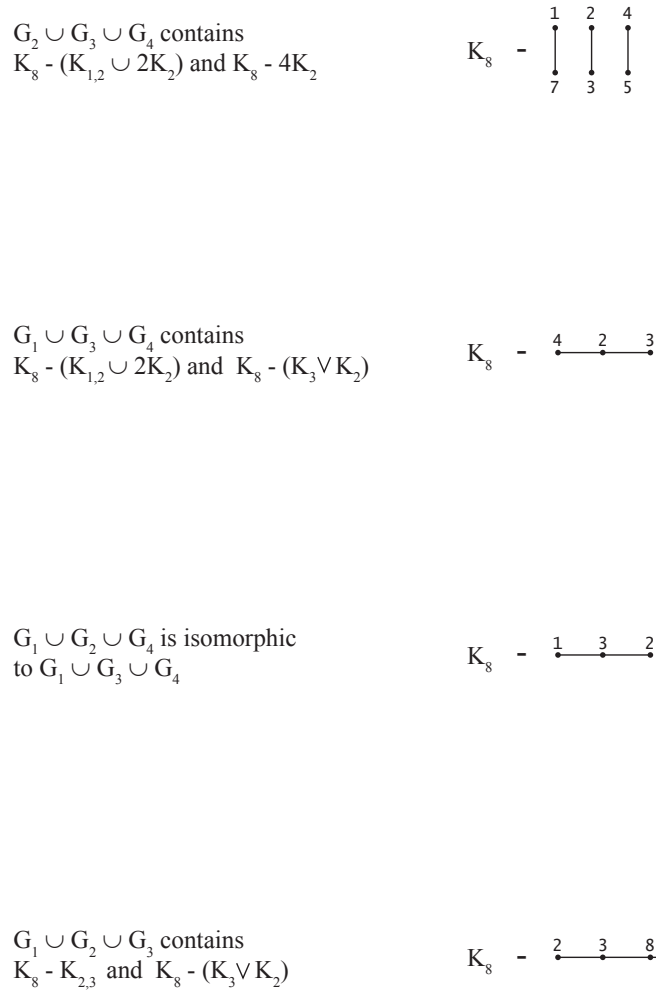 G₂ ∪ G₃ ∪ G₄ contains
K₈ - (K₁,₂ ∪ 2K₂) and K₈ - 4K₂
K₈ -
1 2 4
7 3 5
G₁ ∪ G₃ ∪ G₄ contains
K₈ - (K₁,₂ ∪ 2K₂) and K₈ - (K₃∨K₂)
K₈ -
4 2 3
G₁ ∪ G₂ ∪ G₄ is isomorphic
to G₁ ∪ G₃ ∪ G₄
K₈ -
1 3 2
G₁ ∪ G₂ ∪ G₃ contains
K₈ - K₂,₃ and K₈ - (K₃∨K₂)
K₈ -
2 3 8